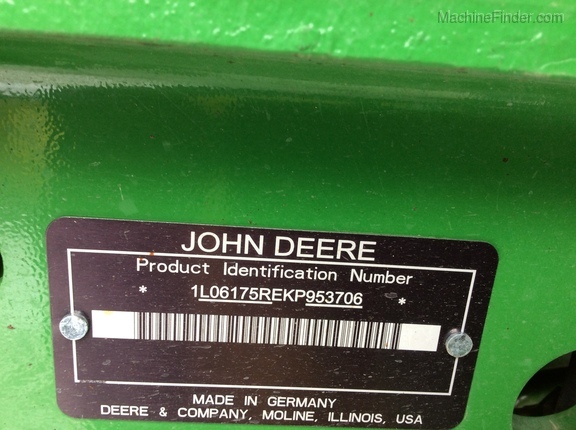 MachineFinder.com
JOHN DEERE
Product Identification Number
* 1L06175REKP953706 *
MADE IN GERMANY
DEERE & COMPANY, MOLINE, ILLINOIS, USA